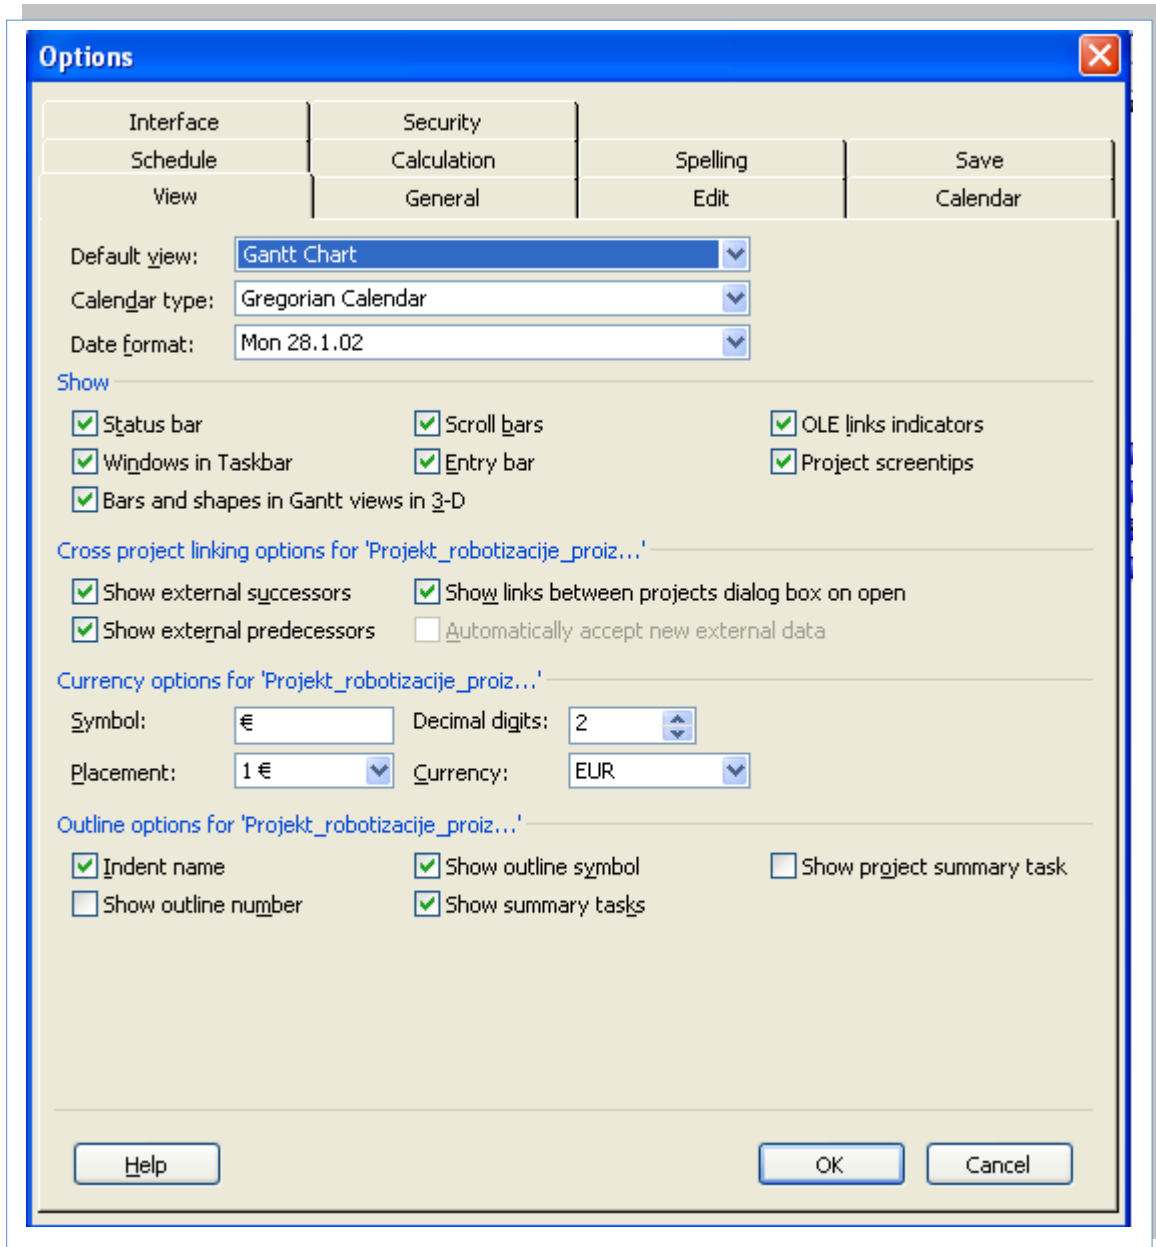 Options
Interface Security
Schedule Calculation Spelling Save
View General Edit Calendar
Default view: Gantt Chart
Calendar type: Gregorian Calendar
Date format: Mon 28.1.02
Show
Status bar Scroll bars OLE links indicators
Windows in Taskbar Entry bar Project screentips
Bars and shapes in Gantt views in 3-D
Cross project linking options for 'Projekt_robotizacije_proiz...'
Show external successors Show links between projects dialog box on open
Show external predecessors Automatically accept new external data
Currency options for 'Projekt_robotizacije_proiz...'
Symbol: € Decimal digits: 2
Placement: 1 € Currency: EUR
Outline options for 'Projekt_robotizacije_proiz...'
Indent name Show outline symbol Show project summary task
Show outline number Show summary tasks
Help OK Cancel